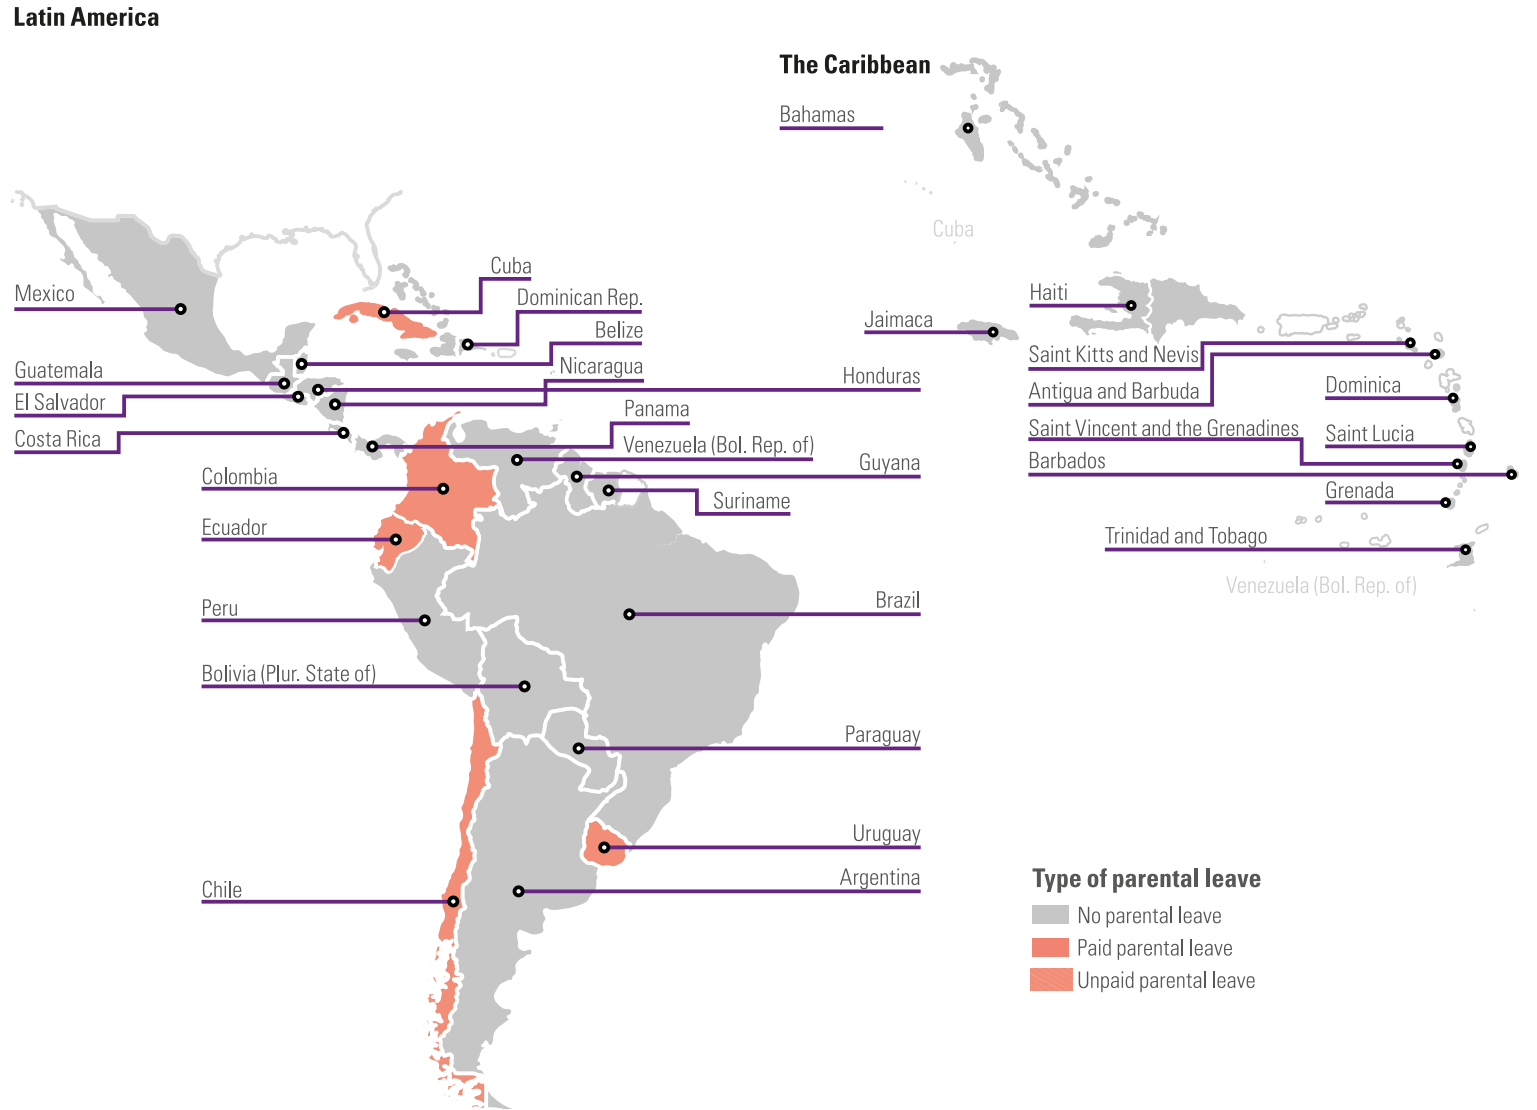 Latin America
The Caribbean
Bahamas
Cuba
Cuba
Mexico
Dominican Rep.
Haiti
Jaimaca
Belize
Saint Kitts and Nevis
Guatemala
Nicaragua
Honduras
Antigua and Barbuda
Dominica
El Salvador
Panama
Saint Vincent and the Grenadines
Saint Lucia
Costa Rica
Venezuela (Bol. Rep. of)
Guyana
Barbados
Colombia
Suriname
Grenada
Ecuador
Trinidad and Tobago
Venezuela (Bol. Rep. of)
Peru
Brazil
Bolivia (Plur. State of)
Paraguay
Uruguay
Argentina
Chile
Type of parental leave
No parental leave
Paid parental leave
Unpaid parental leave